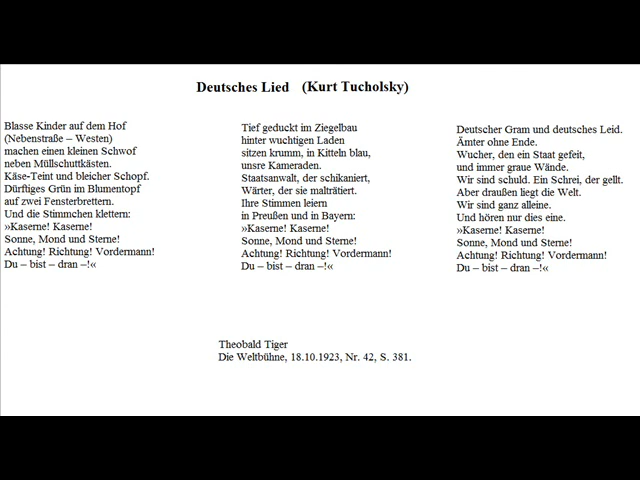 Deutsches Lied (Kurt Tucholsky)
Blasse Kinder auf dem Hof
(Nebenstraße – Westen)
machen einen kleinen Schwof
neben Müllschuttkästen.
Käse-Teint und bleicher Schopf.
Dürftiges Grün im Blumentopf
auf zwei Fensterbrettern.
Und die Stimmchen klettern:
»Kaserne! Kaserne!
Sonne, Mond und Sterne!
Achtung! Richtung! Vordermann!
Du – bist – dran –!«
Tief geduckt im Ziegelbau
hinter wuchtigen Laden
sitzen krumm, in Kitteln blau,
unsre Kameraden.
Staatsanwalt, der schikaniert,
Wärter, der sie malträtiert.
Ihre Stimmen leiern
in Preußen und in Bayern:
»Kaserne! Kaserne!
Sonne, Mond und Sterne!
Achtung! Richtung! Vordermann!
Du – bist – dran –!«
Deutscher Gram und deutsches Leid.
Ämter ohne Ende.
Wucher, den ein Staat gefeit,
und immer graue Wände.
Wir sind schuld. Ein Schrei, der gellt.
Aber draußen liegt die Welt.
Wir sind ganz alleine.
Und hören nur dies eine.
»Kaserne! Kaserne!
Sonne, Mond und Sterne!
Achtung! Richtung! Vordermann!
Du – bist – dran –!«
Theobald Tiger
Die Weltbühne, 18.10.1923, Nr. 42, S. 381.